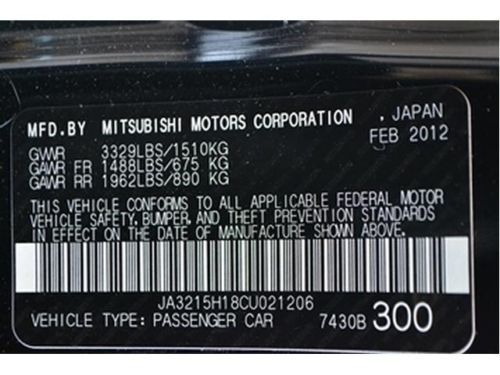 MFD.BY MITSUBISHI MOTORS CORPORATION , JAPAN
FEB 2012
GVWR 3329LBS/1510KG
GAWR FR 1488LBS/675 KG
GAWR RR 1962LBS/890 KG
THIS VEHICLE CONFORMS TO ALL APPLICABLE FEDERAL MOTOR
VEHICLE SAFETY, BUMPER, AND THEFT PREVENTION STANDARDS
IN EFFECT ON THE DATE OF MANUFACTURE SHOWN ABOVE.
JA3215H18CU021206
VEHICLE TYPE: PASSENGER CAR 7430B 300